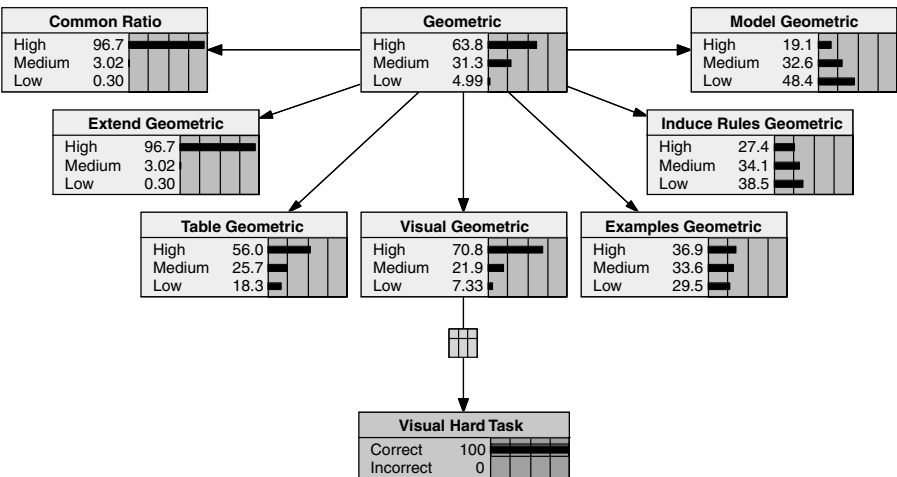 Common Ratio
High 96.7
Medium 3.02
Low 0.30
Geometric
High 63.8
Medium 31.3
Low 4.99
Model Geometric
High 19.1
Medium 32.6
Low 48.4
Extend Geometric
High 96.7
Medium 3.02
Low 0.30
Induce Rules Geometric
High 27.4
Medium 34.1
Low 38.5
Table Geometric
High 56.0
Medium 25.7
Low 18.3
Visual Geometric
High 70.8
Medium 21.9
Low 7.33
Examples Geometric
High 36.9
Medium 33.6
Low 29.5
Visual Hard Task
Correct 100
Incorrect 0